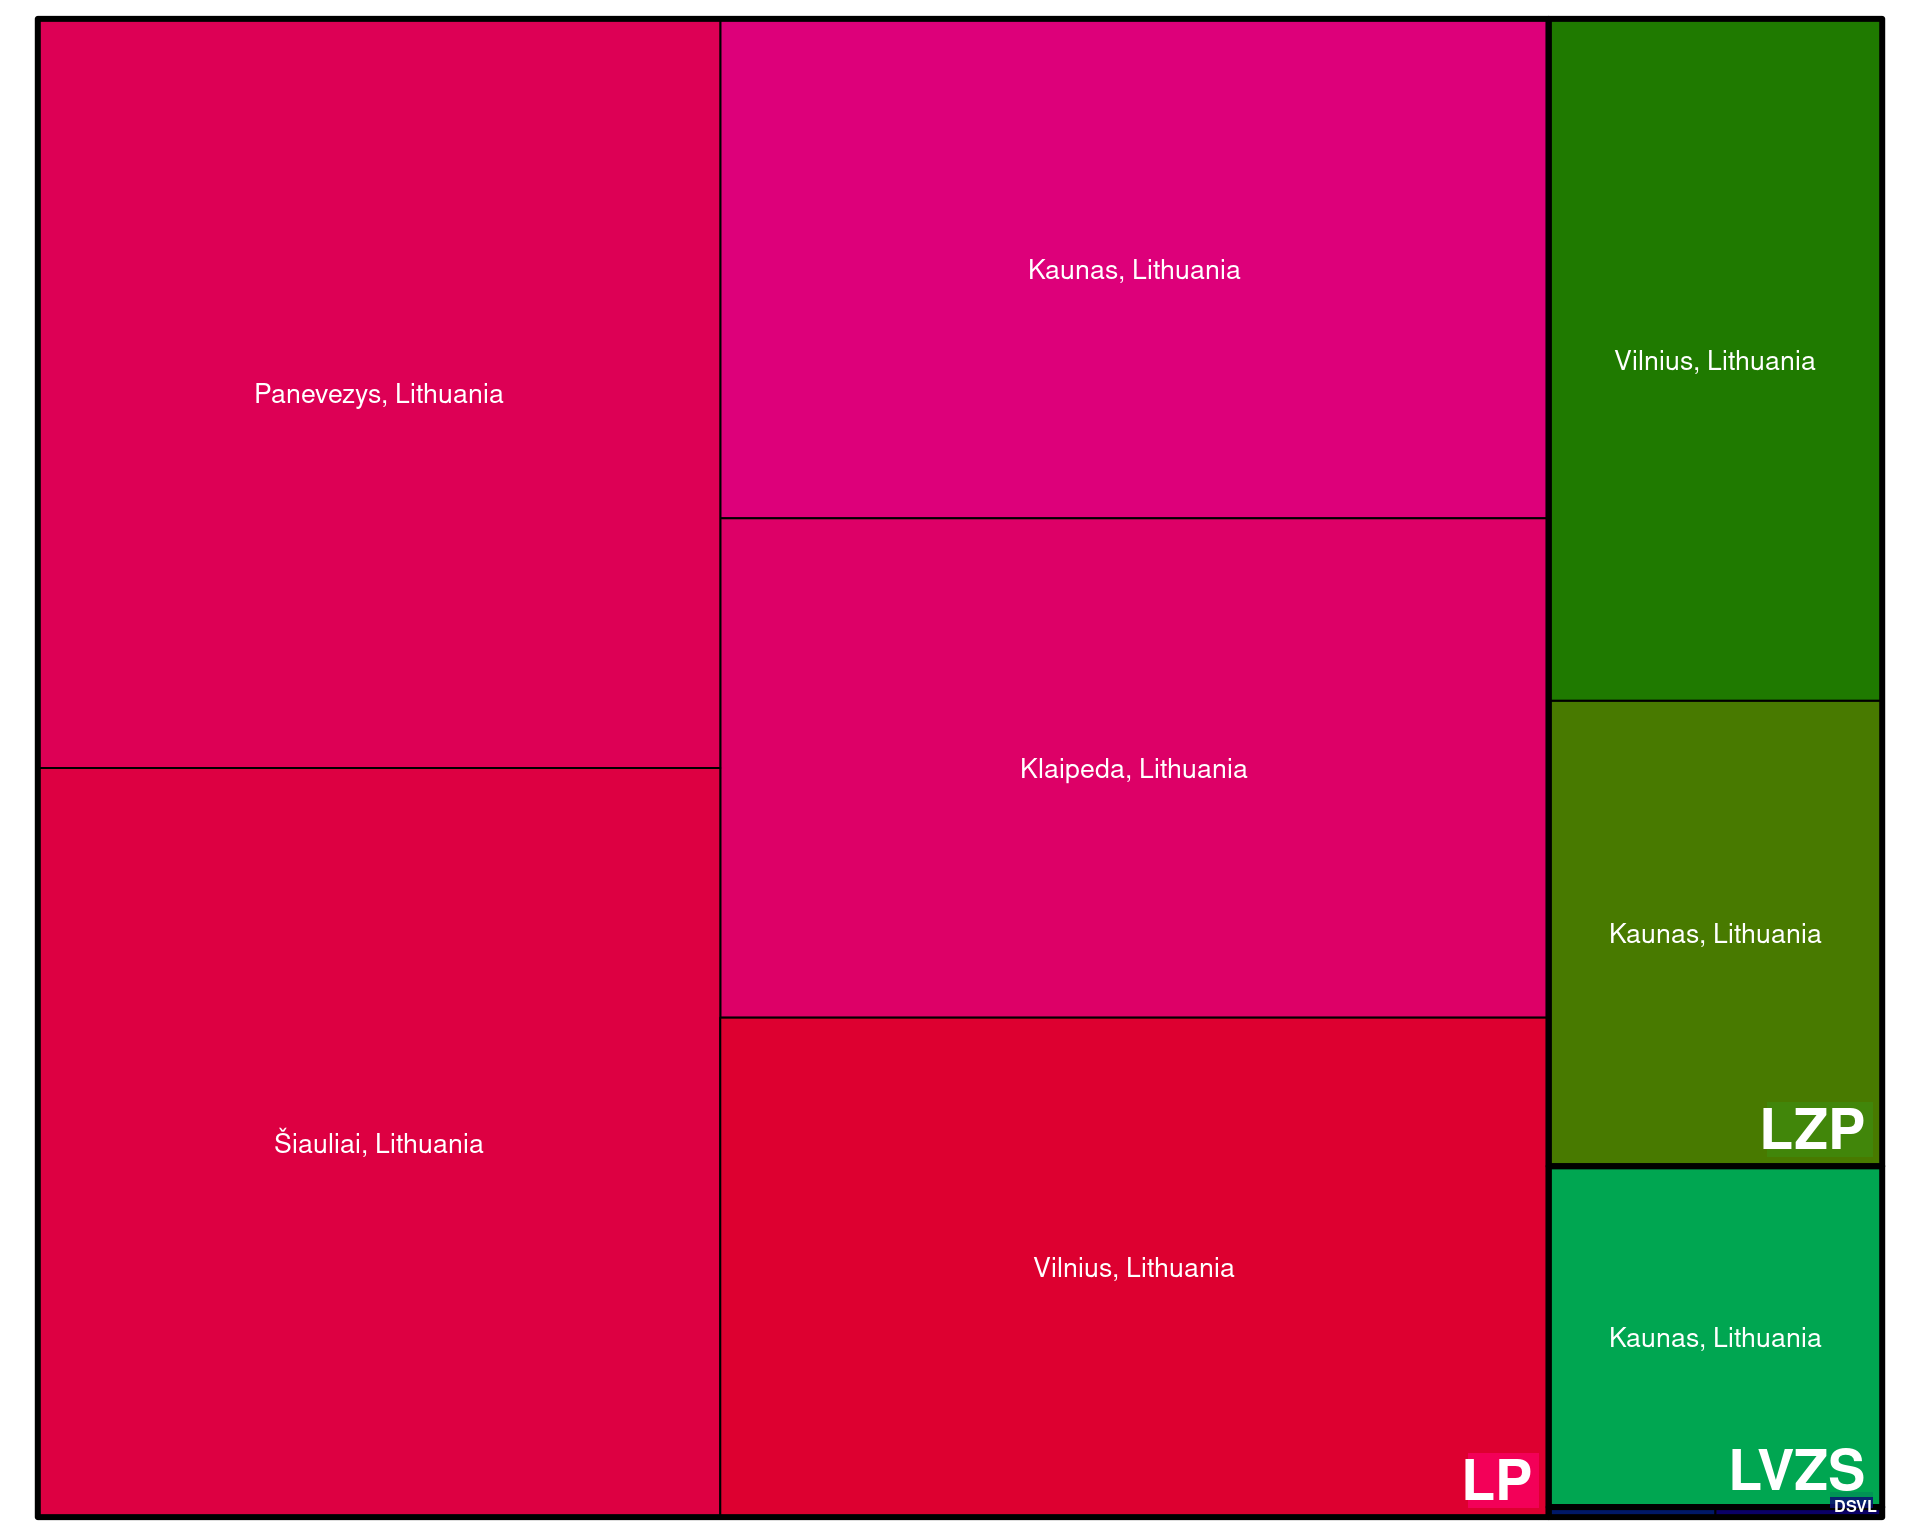 Panevezys, Lithuania
Šiauliai, Lithuania
Kaunas, Lithuania
Klaipeda, Lithuania
Vilnius, Lithuania
LP
Vilnius, Lithuania
Kaunas, Lithuania
LZP
Kaunas, Lithuania
LVZS
DSVL